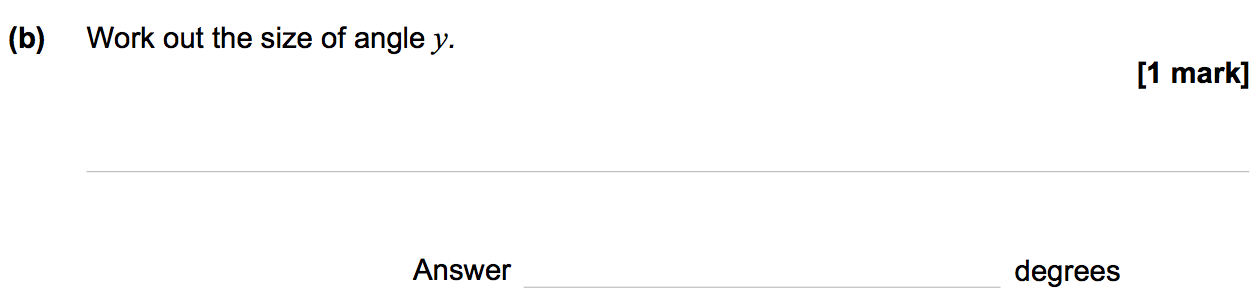 (b) Work out the size of angle y.
[1 mark]
Answer degrees